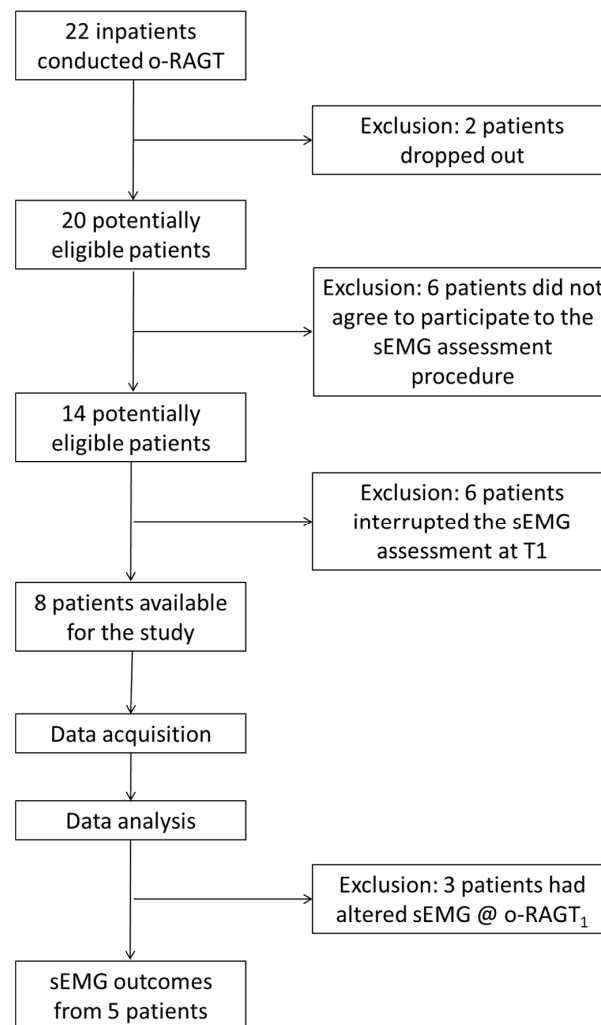 22 inpatients
conducted o-RAGT
Exclusion: 2 patients
dropped out
20 potentially
eligible patients
Exclusion: 6 patients did not
agree to participate to the
sEMG assessment
procedure
14 potentially
eligible patients
Exclusion: 6 patients
interrupted the sEMG
assessment at T1
8 patients available
for the study
Data acquisition
Data analysis
Exclusion: 3 patients had
altered sEMG @ o-RAGT₁
sEMG outcomes
from 5 patients